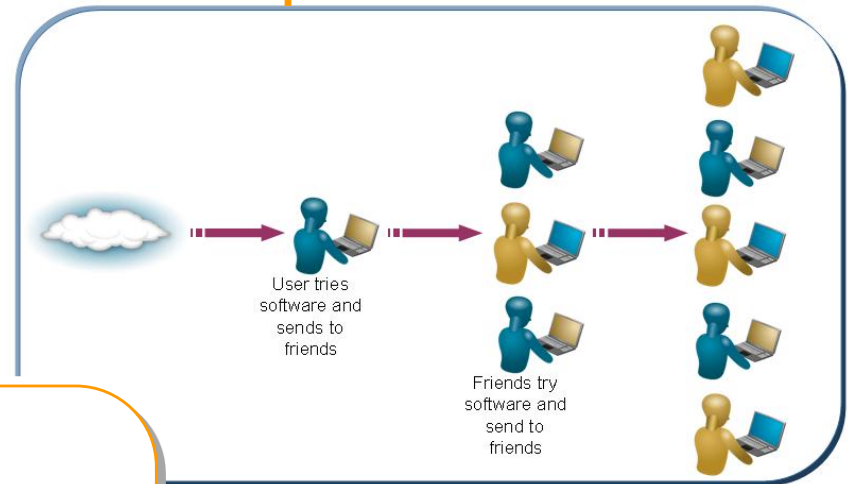 User tries
software and
sends to
friends
Friends try
software and
send to
friends